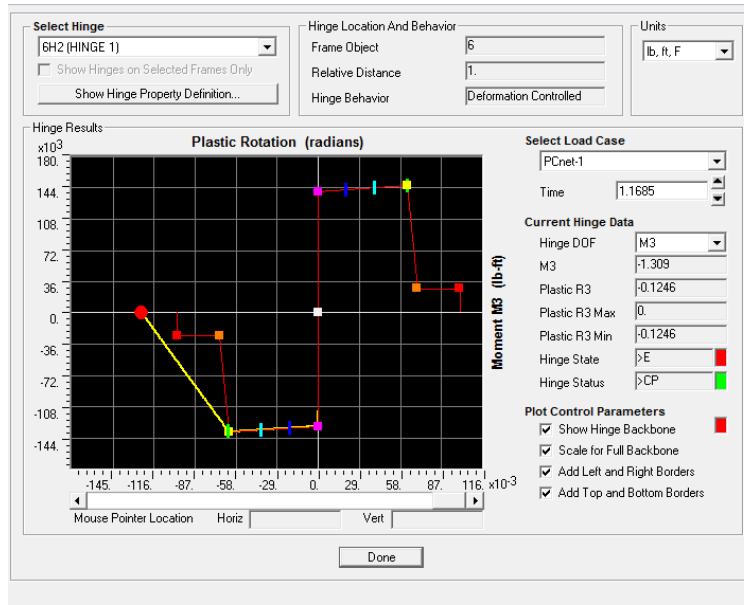 Select Hinge
6H2 (HINGE 1)
Show Hinges on Selected Frames Only
Show Hinge Property Definition...
Hinge Location And Behavior
Frame Object 6
Relative Distance 1.
Hinge Behavior Deformation Controlled
Units
lb, ft, F
Hinge Results
x10³
Plastic Rotation (radians)
180.
144.
108.
72.
36.
0.
-36.
-72.
-108.
-144.
-145. -116. -87. -58. -29. 0. 29. 58. 87. 116. x10⁻³
Moment M3 (lb-ft)
Mouse Pointer Location Horiz Vert
Select Load Case
PCnet-1
Time 1.1685
Current Hinge Data
Hinge DOF M3
M3 -1.309
Plastic R3 -0.1246
Plastic R3 Max 0.
Plastic R3 Min -0.1246
Hinge State >E
Hinge Status >CP
Plot Control Parameters
Show Hinge Backbone
Scale for Full Backbone
Add Left and Right Borders
Add Top and Bottom Borders
Done